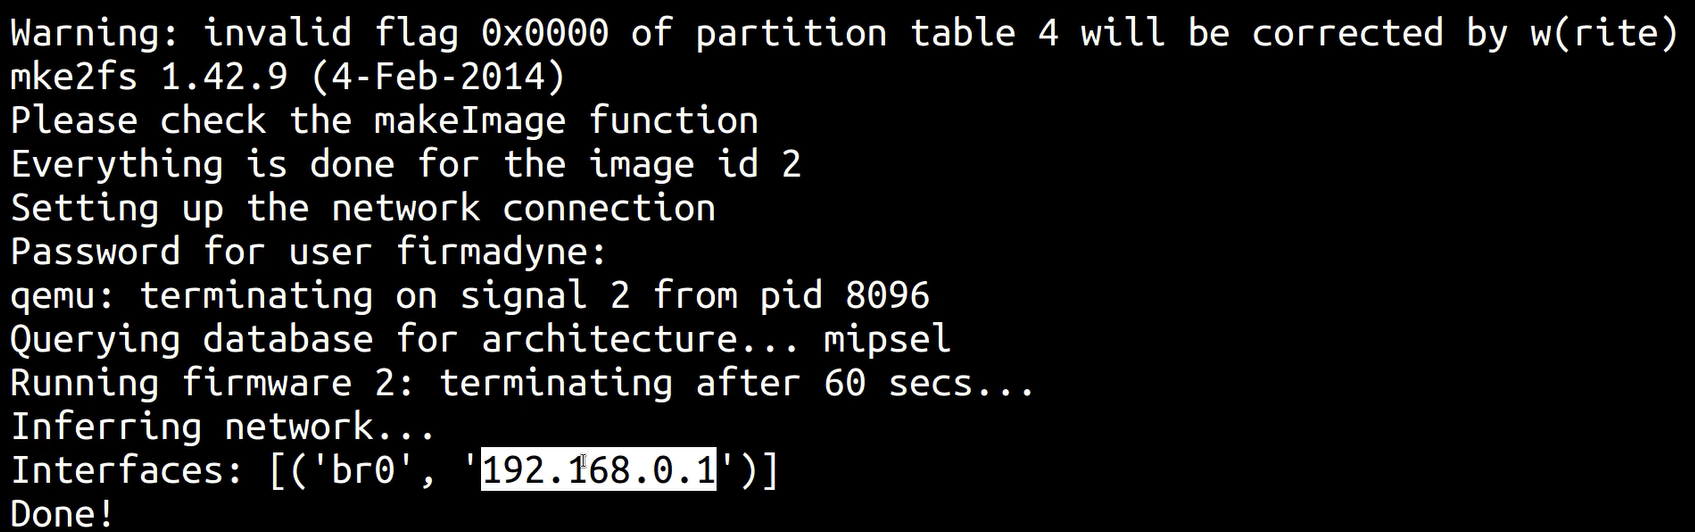 Warning: invalid flag 0x0000 of partition table 4 will be corrected by w(rite)
mke2fs 1.42.9 (4-Feb-2014)
Please check the makeImage function
Everything is done for the image id 2
Setting up the network connection
Password for user firmadyne:
qemu: terminating on signal 2 from pid 8096
Querying database for architecture... mipsel
Running firmware 2: terminating after 60 secs...
Inferring network...
Interfaces: [('br0', '192.168.0.1')]
Done!